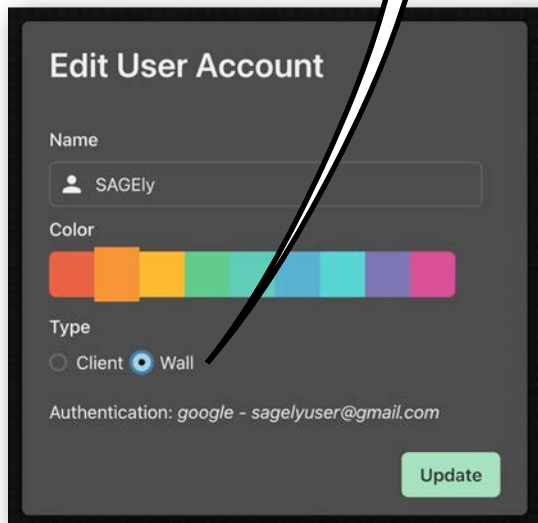 Edit User Account
Name
SAGEly
Color
Type
Client Wall
Authentication: google - sagelyuser@gmail.com
Update